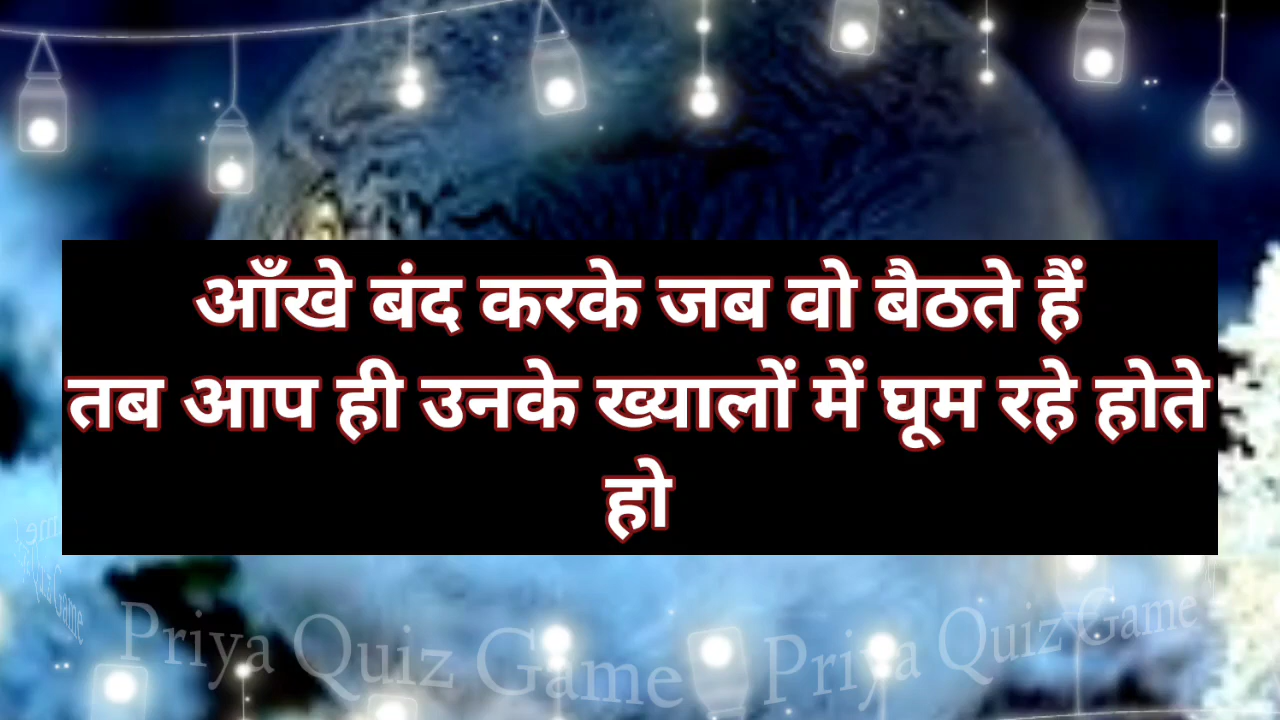 आँखे बंद करके जब वो बैठते हैं
तब आप ही उनके ख्यालों में घूम रहे होते
हो
Priya Quiz Game Priya Quiz Game